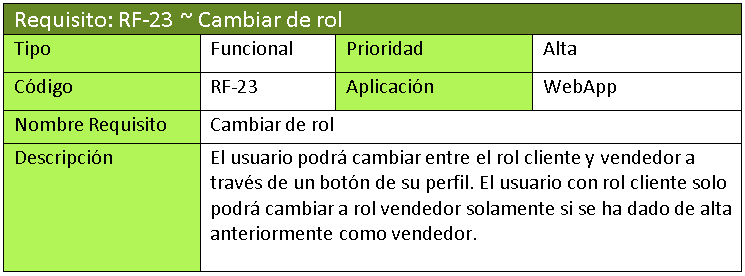 Requisito: RF-23 ~ Cambiar de rol
Tipo Funcional Prioridad Alta
Código RF-23 Aplicación WebApp
Nombre Requisito Cambiar de rol
Descripción El usuario podrá cambiar entre el rol cliente y vendedor a
través de un botón de su perfil. El usuario con rol cliente solo
podrá cambiar a rol vendedor solamente si se ha dado de alta
anteriormente como vendedor.